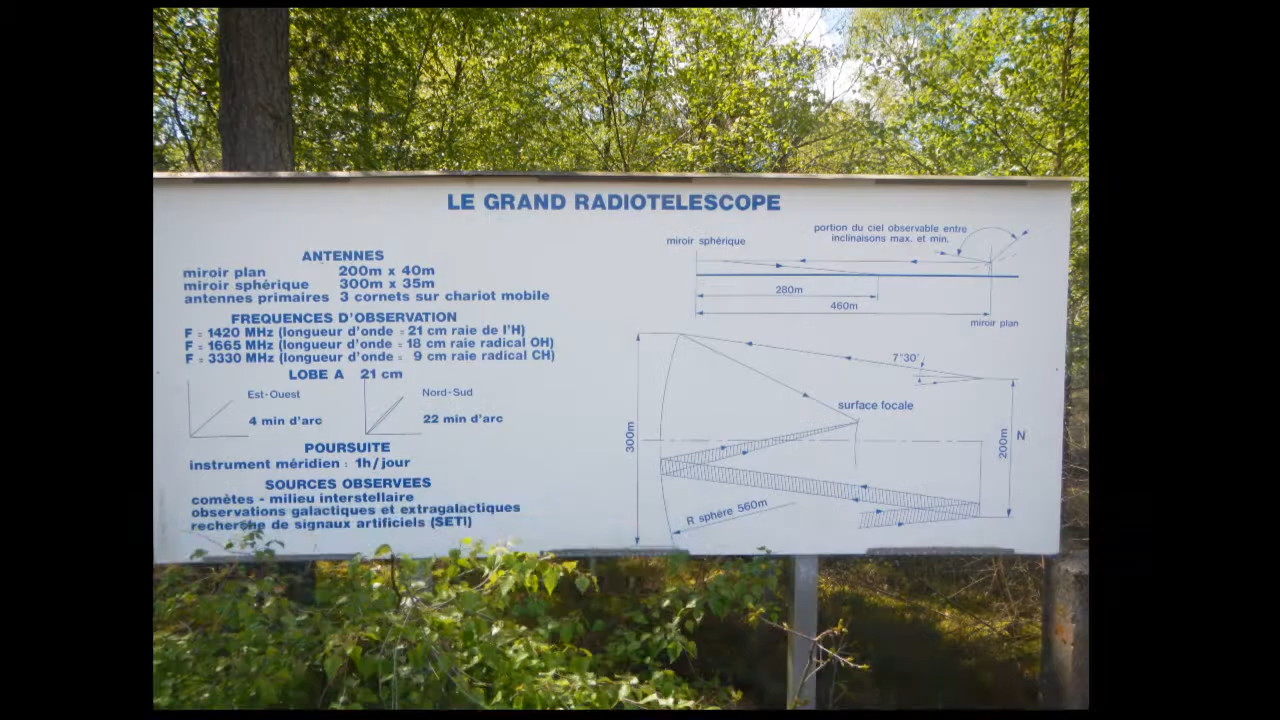 LE GRAND RADIOTELESCOPE
ANTENNES
miroir plan 200m x 40m
miroir sphérique 300m x 35m
antennes primaires 3 cornets sur chariot mobile
FREQUENCES D'OBSERVATION
F = 1420 MHz (longueur d'onde = 21 cm raie de l'H)
F = 1665 MHz (longueur d'onde = 18 cm raie radical OH)
F = 3330 MHz (longueur d'onde = 9 cm raie radical CH)
LOBE A 21 cm
Est-Ouest
4 min d'arc
Nord-Sud
22 min d'arc
POURSUITE
instrument méridien : 1h/jour
SOURCES OBSERVEES
comètes - milieu interstellaire
observations galactiques et extragalactiques
recherche de signaux artificiels (SETI)
miroir sphérique
portion du ciel observable entre
inclinaisons max. et min.
280m
460m
miroir plan
7°30'
surface focale
300m
200m
N
R sphère 560m